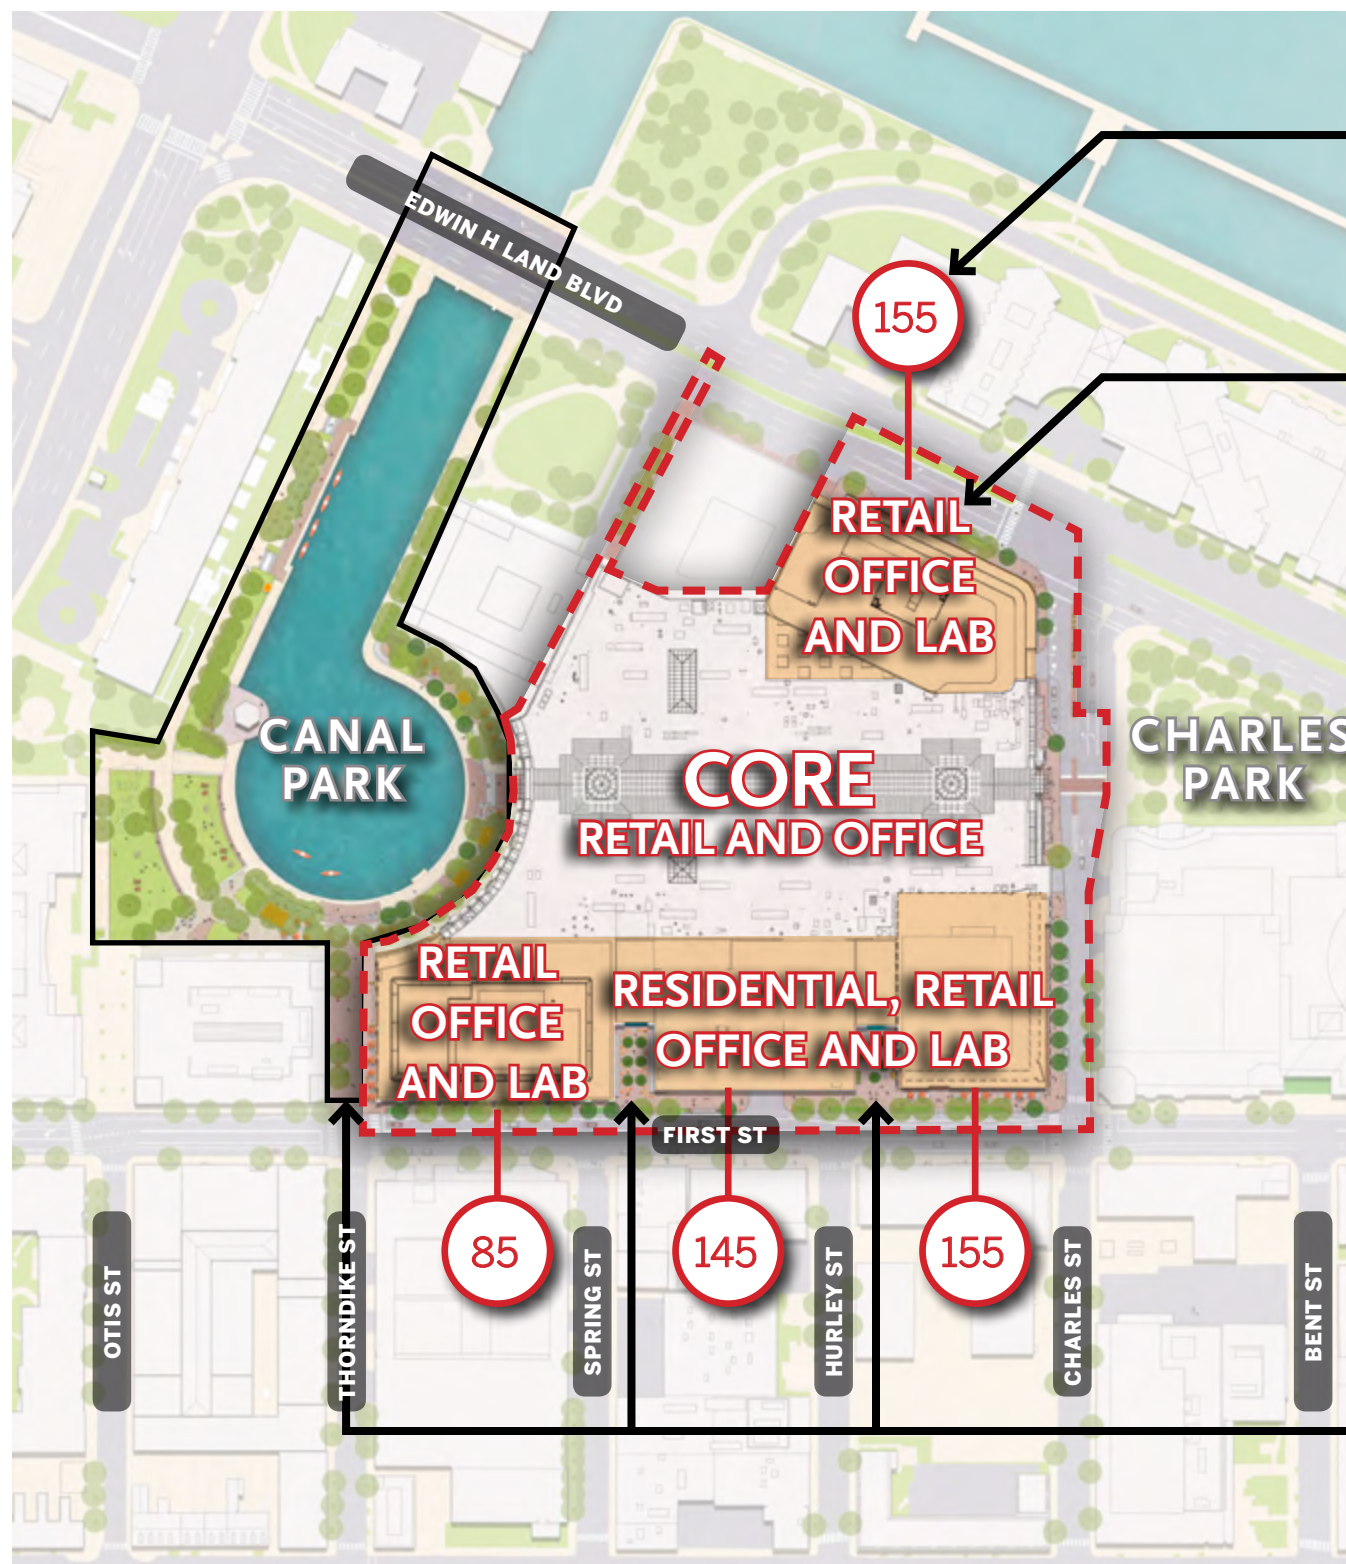 EDWIN H LAND BLVD
155
RETAIL
OFFICE
AND LAB
CANAL
PARK
CHARLES
PARK
CORE
RETAIL AND OFFICE
RETAIL
OFFICE
AND LAB
RESIDENTIAL, RETAIL
OFFICE AND LAB
FIRST ST
85
145
155
OTIS ST
THORNDIKE ST
SPRING ST
HURLEY ST
CHARLES ST
BENT ST